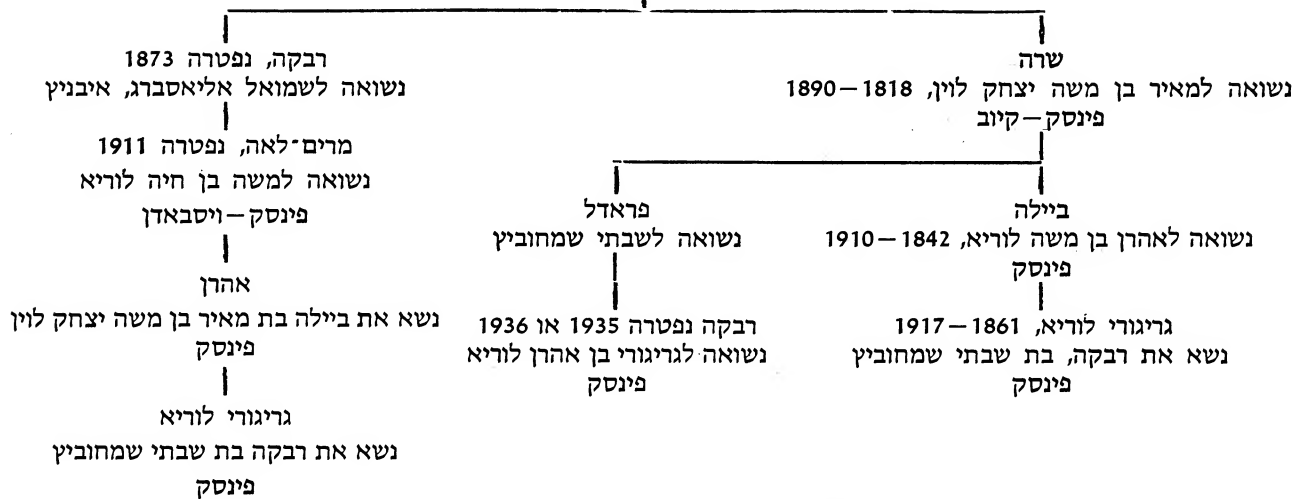 שרה
נשואה למאיר בן משה יצחק לוין, 1818–1890
פינסק–קיוב
ביילה
נשואה לאהרן בן משה לוריא, 1842–1910
פינסק
גריגורי לוריא, 1861–1917
נשא את רבקה, בת שבתי שמחוביץ
פינסק
פראדל
נשואה לשבתי שמחוביץ
רבקה נפטרה 1935 או 1936
נשואה לגריגורי בן אהרן לוריא
פינסק
רבקה, נפטרה 1873
נשואה לשמואל אליאסברג, איבניץ
מרים־לאה, נפטרה 1911
נשואה למשה בן חיה לוריא
פינסק–ויסבאדן
אהרן
נשא את ביילה בת מאיר בן משה יצחק לוין
פינסק
גריגורי לוריא
נשא את רבקה בת שבתי שמחוביץ
פינסק